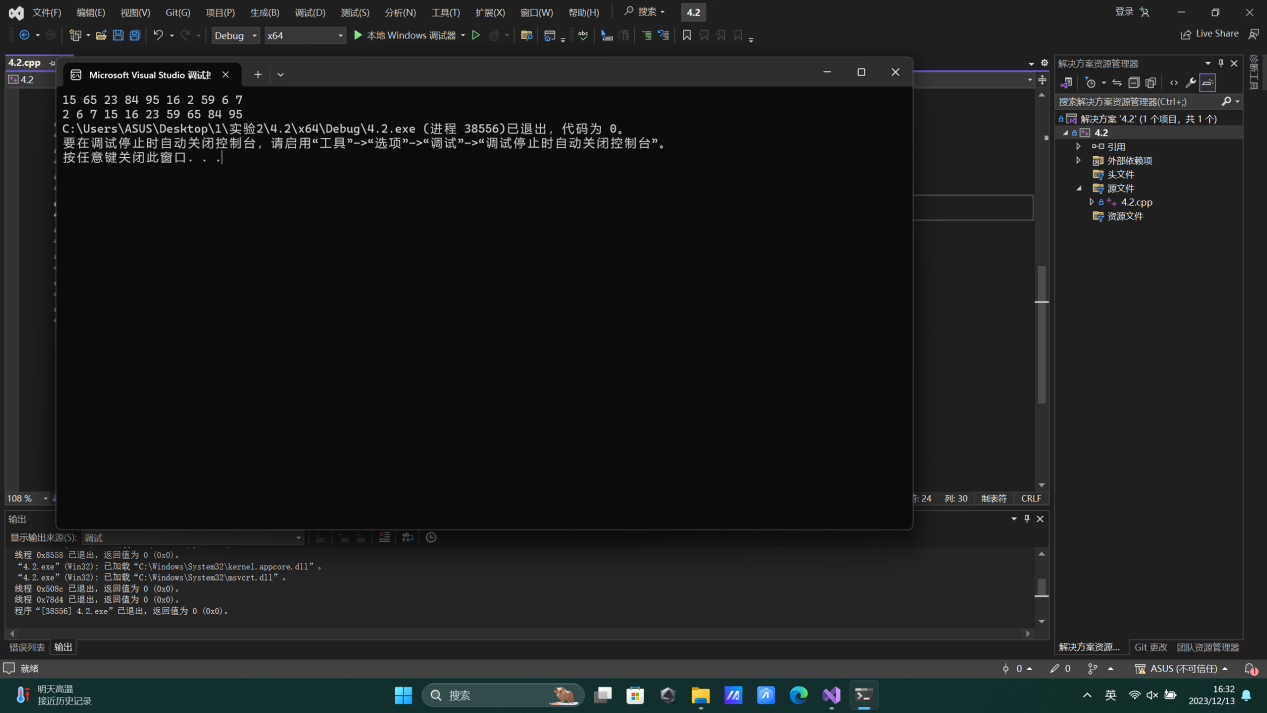 文件(F) 编辑(E) 视图(V) Git(G) 项目(P) 生成(B) 调试(D) 测试(S) 分析(N) 工具(T) 扩展(X) 窗口(W) 帮助(H) 搜索 4.2 登录
Debug x64 本地 Windows 调试器 Live Share
4.2.cpp
4.2
Microsoft Visual Studio 调试
15 65 23 84 95 16 2 59 6 7
2 6 7 15 16 23 59 65 84 95
C:\Users\ASUS\Desktop\1\实验2\4.2\x64\Debug\4.2.exe (进程 38556)已退出，代码为 0。
要在调试停止时自动关闭控制台，请启用“工具”->“选项”->“调试”->“调试停止时自动关闭控制台”。
按任意键关闭此窗口. . .
解决方案资源管理器
搜索解决方案资源管理器(Ctrl+;)
解决方案 '4.2' (1 个项目，共 1 个)
4.2
引用
外部依赖项
头文件
源文件
4.2.cpp
资源文件
诊断工具
108 % 行: 24 列: 30 制表符 CRLF
输出
显示输出来源(S): 调试
线程 0x8558 已退出，返回值为 0 (0x0)。
“4.2.exe”(Win32): 已加载“C:\Windows\System32\kernel.appcore.dll”。
“4.2.exe”(Win32): 已加载“C:\Windows\System32\msvcrt.dll”。
线程 0x508c 已退出，返回值为 0 (0x0)。
线程 0x78d4 已退出，返回值为 0 (0x0)。
程序“[38556] 4.2.exe”已退出，返回值为 0 (0x0)。
错误列表 输出
解决方案资源... Git 更改 团队资源管理器
就绪 0 0 ASUS (不可信任) 1
明天高温
接近历史记录
搜索
英
16:32
2023/12/13